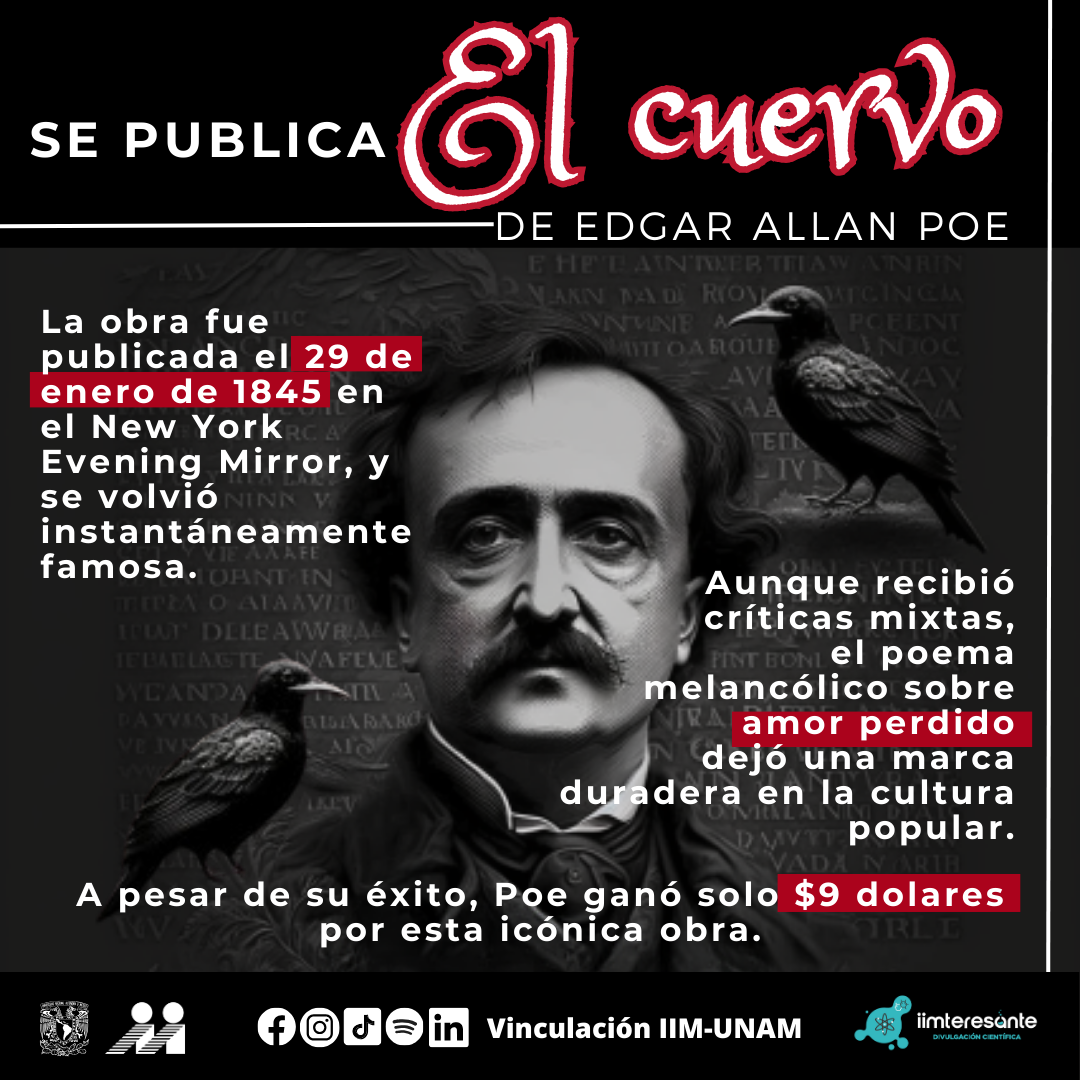 SE PUBLICA El cuervo
DE EDGAR ALLAN POE
La obra fue
publicada el 29 de
enero de 1845 en
el New York
Evening Mirror, y
se volvió
instantáneamente
famosa.
Aunque recibió
críticas mixtas,
el poema
melancólico sobre
amor perdido
dejó una marca
duradera en la cultura
popular.
A pesar de su éxito, Poe ganó solo $9 dolares
por esta icónica obra.
Vinculación IIM-UNAM
iimteresante
DIVULGACIÓN CIENTÍFICA